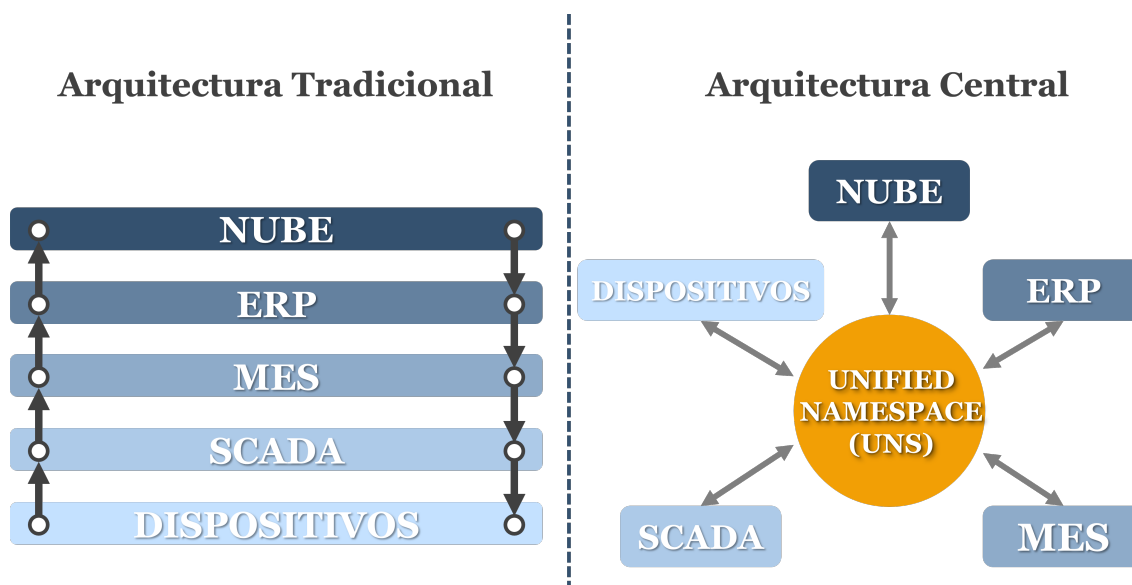 Arquitectura Tradicional
NUBE
ERP
MES
SCADA
DISPOSITIVOS
Arquitectura Central
NUBE
DISPOSITIVOS
ERP
UNIFIED
NAMESPACE
(UNS)
SCADA
MES